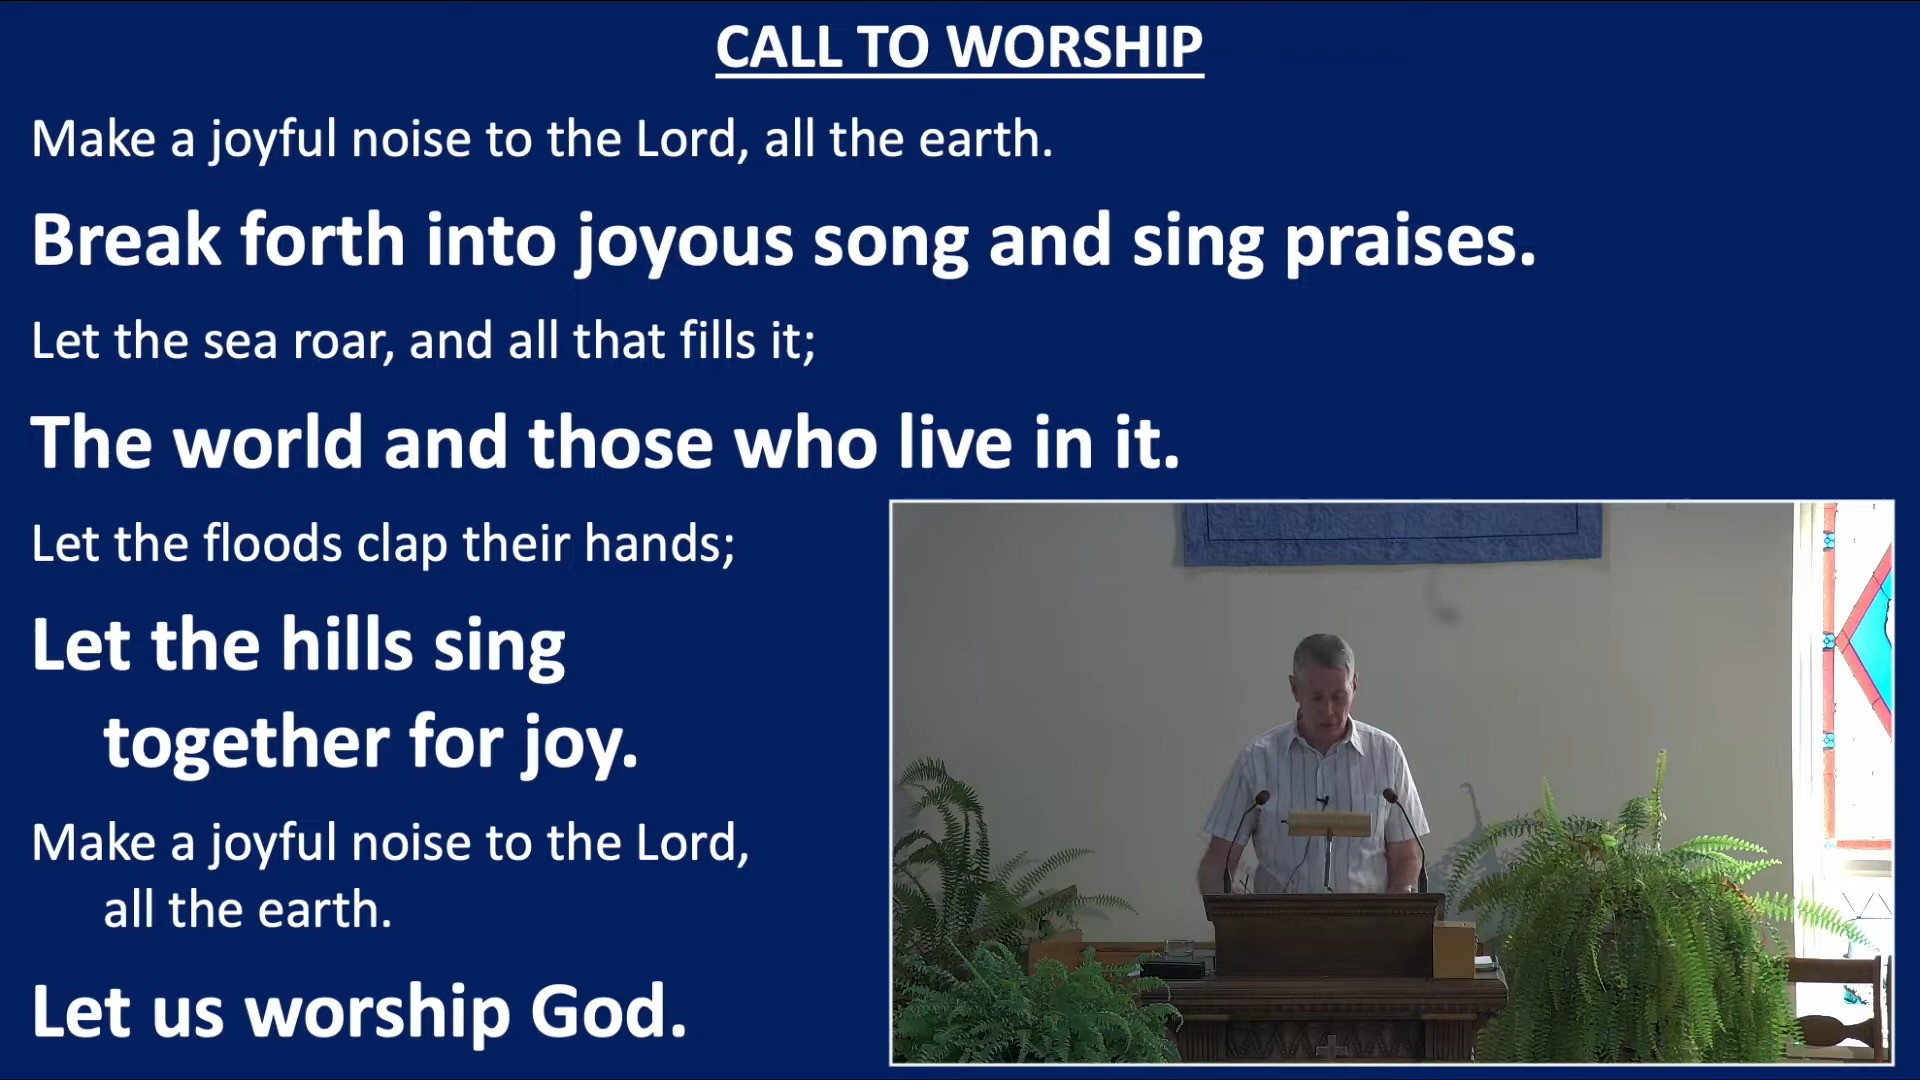 CALL TO WORSHIP
Make a joyful noise to the Lord, all the earth.
Break forth into joyous song and sing praises.
Let the sea roar, and all that fills it;
The world and those who live in it.
Let the floods clap their hands;
Let the hills sing
together for joy.
Make a joyful noise to the Lord,
all the earth.
Let us worship God.